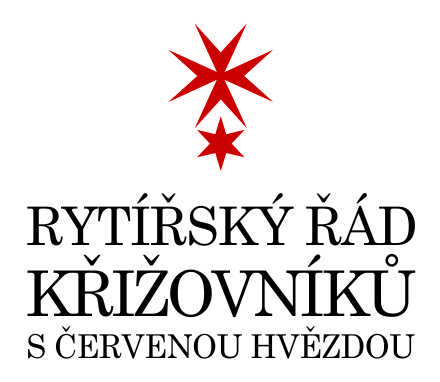 RYTÍŘSKÝ ŘÁD
KŘIŽOVNÍKŮ
S ČERVENOU HVĚZDOU